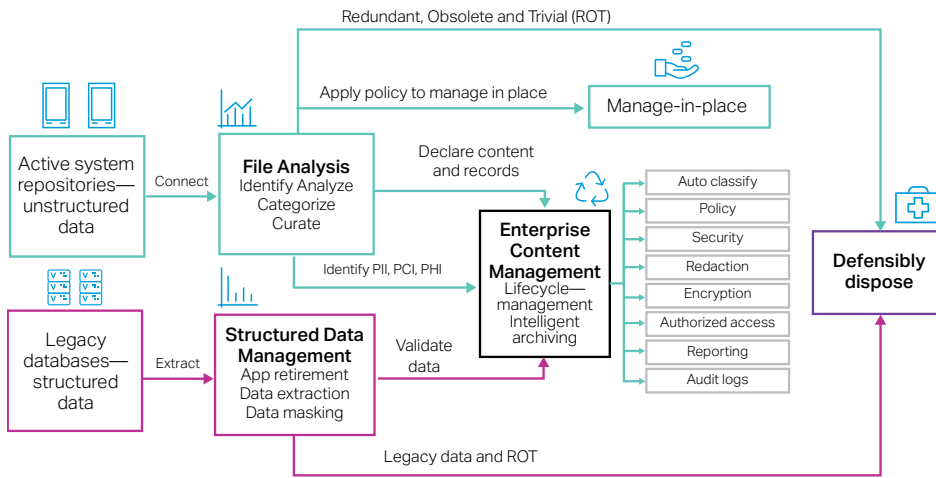 Redundant, Obsolete and Trivial (ROT)
Apply policy to manage in place
Manage-in-place
Active system
repositories—
unstructured
data
Connect
File Analysis
Identify Analyze
Categorize
Curate
Declare content
and records
Identify PII, PCI, PHI
Enterprise
Content
Management
Lifecycle—
management
Intelligent
archiving
Auto classify
Policy
Security
Redaction
Encryption
Authorized access
Reporting
Audit logs
Defensibly
dispose
Legacy
databases—
structured
data
Extract
Structured Data
Management
App retirement
Data extraction
Data masking
Validate
data
Legacy data and ROT